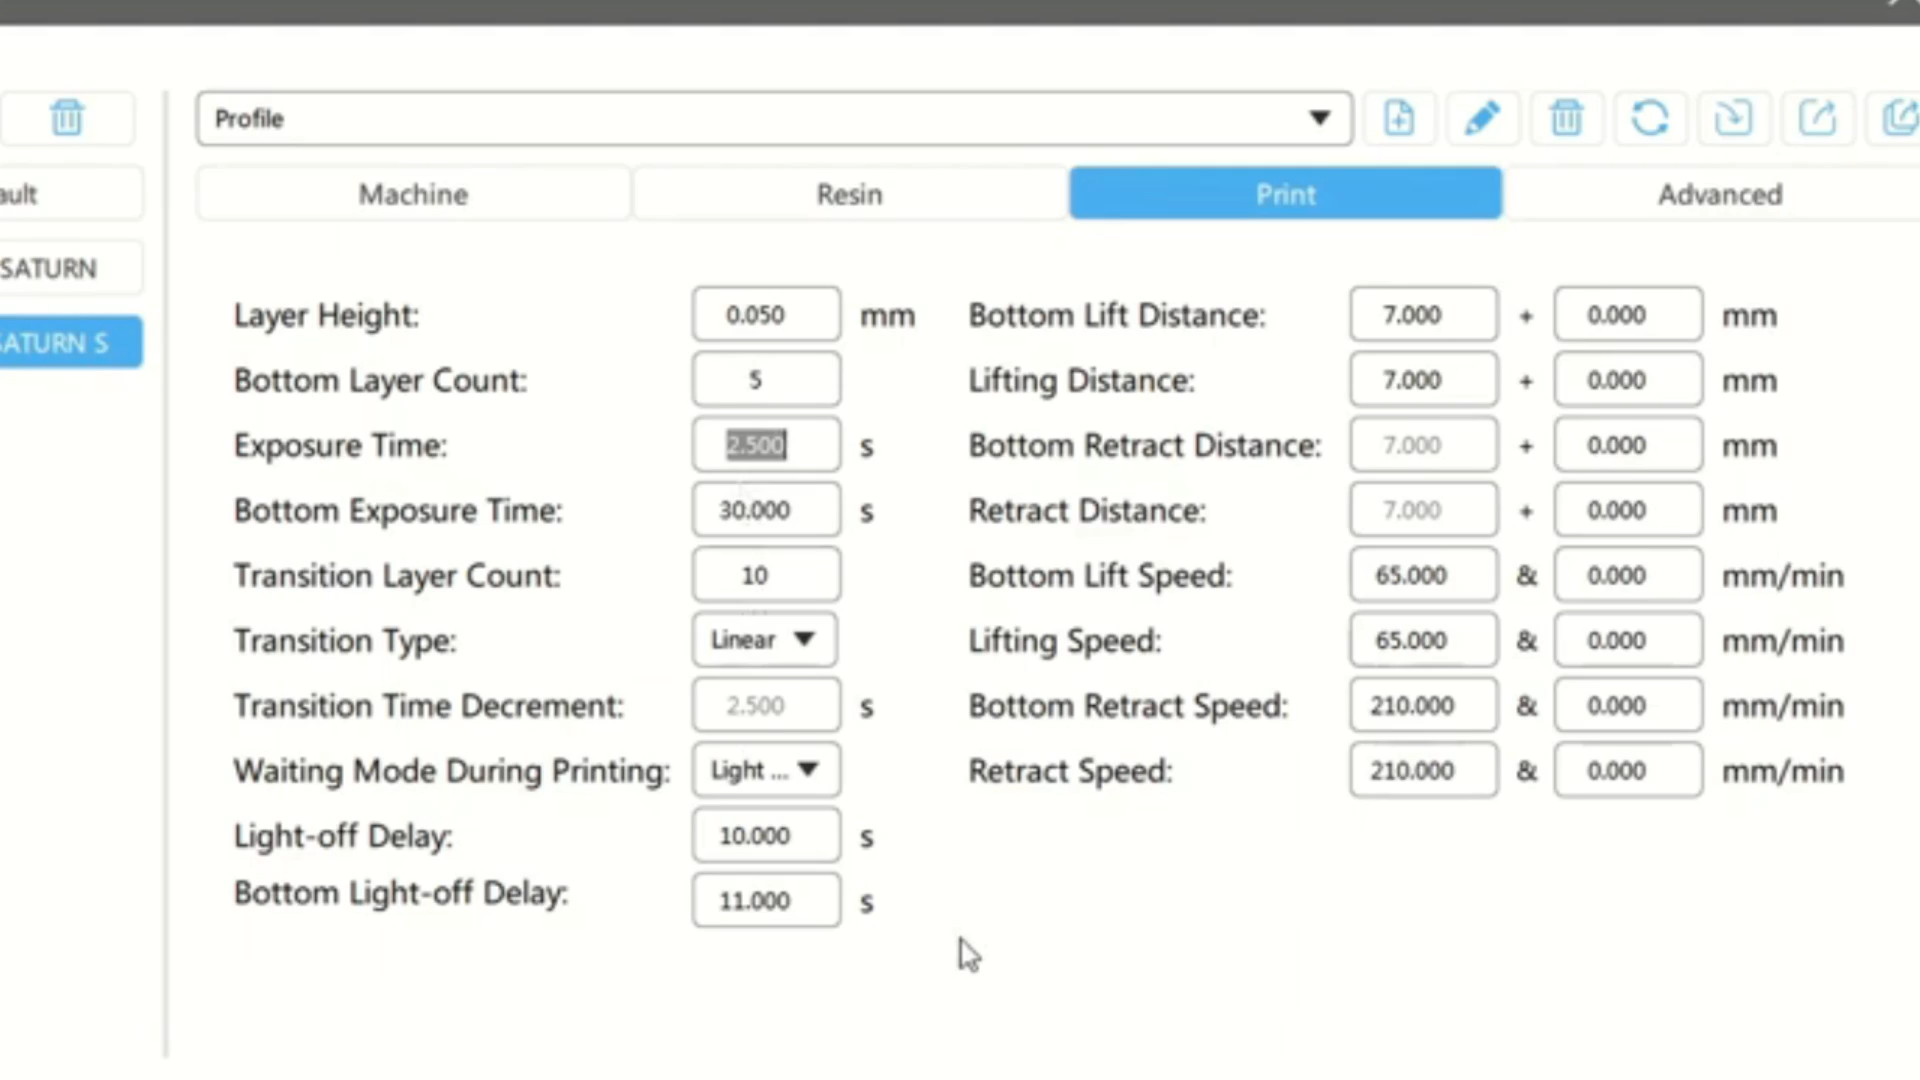 Profile
Machine Resin Print Advanced
ault
SATURN
SATURN S
Layer Height: 0.050 mm Bottom Lift Distance: 7.000 + 0.000 mm
Bottom Layer Count: 5 Lifting Distance: 7.000 + 0.000 mm
Exposure Time: 2.500 s Bottom Retract Distance: 7.000 + 0.000 mm
Bottom Exposure Time: 30.000 s Retract Distance: 7.000 + 0.000 mm
Transition Layer Count: 10 Bottom Lift Speed: 65.000 & 0.000 mm/min
Transition Type: Linear Lifting Speed: 65.000 & 0.000 mm/min
Transition Time Decrement: 2.500 s Bottom Retract Speed: 210.000 & 0.000 mm/min
Waiting Mode During Printing: Light ... Retract Speed: 210.000 & 0.000 mm/min
Light-off Delay: 10.000 s
Bottom Light-off Delay: 11.000 s